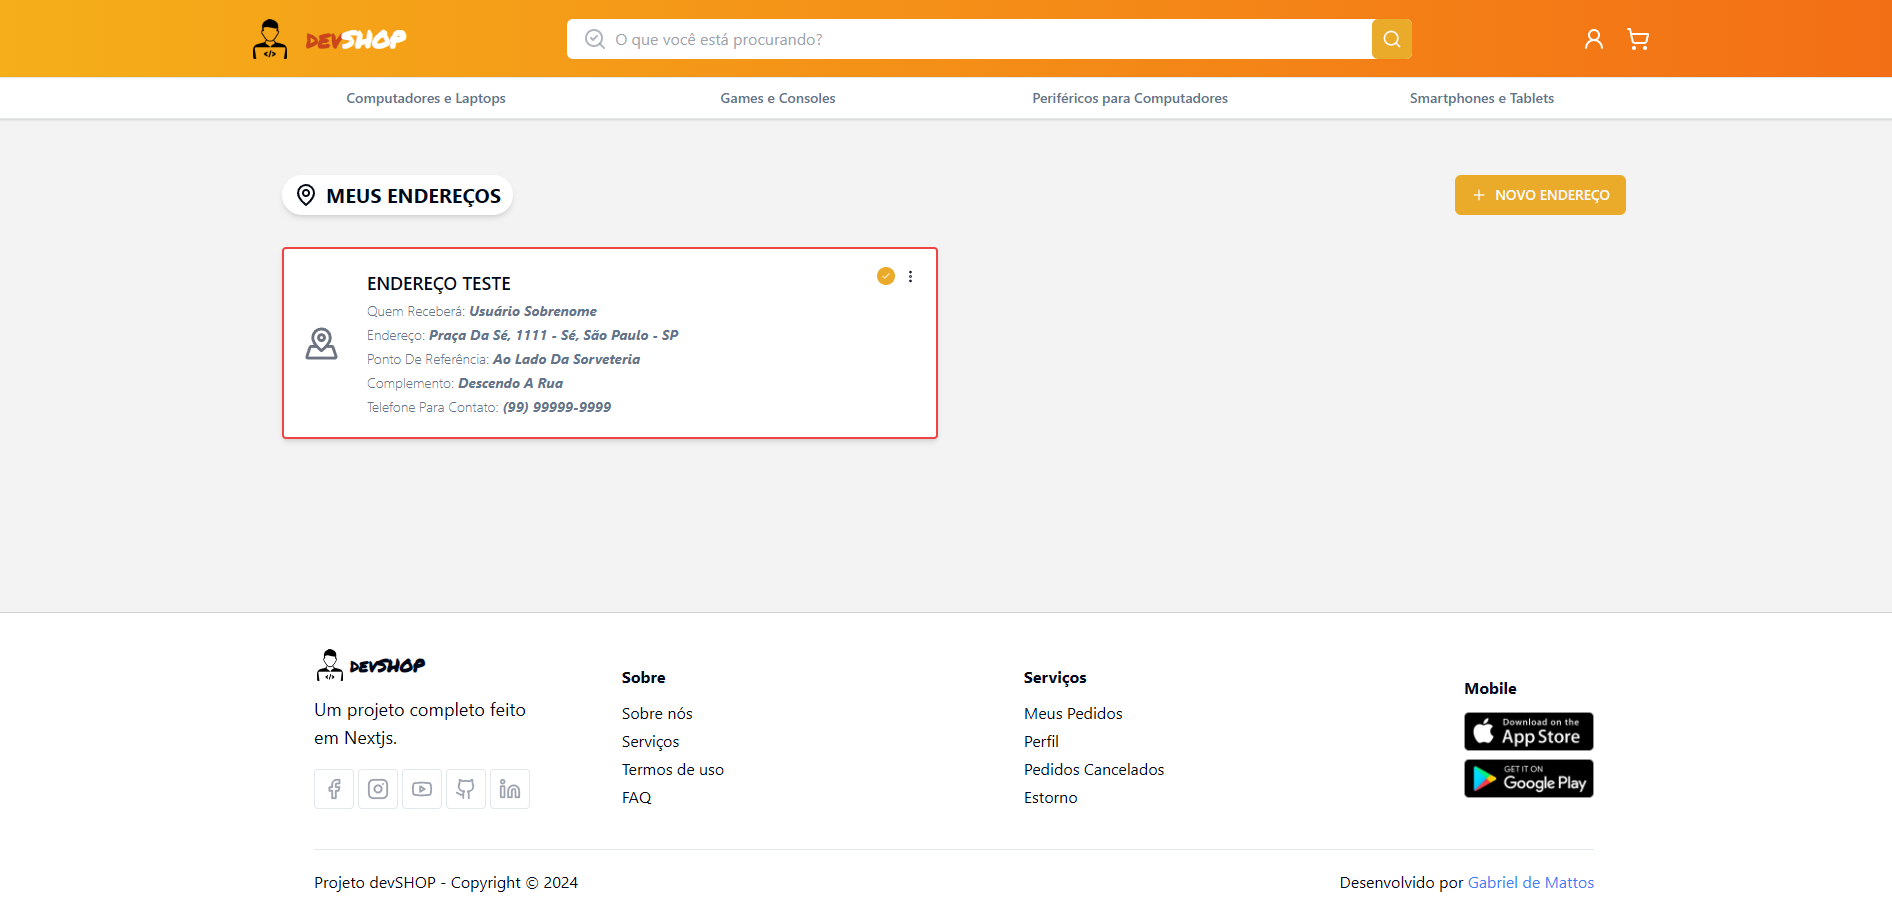 devSHOP
O que você está procurando?
Computadores e Laptops
Games e Consoles
Periféricos para Computadores
Smartphones e Tablets
MEUS ENDEREÇOS
NOVO ENDEREÇO
ENDEREÇO TESTE
Quem Receberá: Usuário Sobrenome
Endereço: Praça Da Sé, 1111 - Sé, São Paulo - SP
Ponto De Referência: Ao Lado Da Sorveteria
Complemento: Descendo A Rua
Telefone Para Contato: (99) 99999-9999
devSHOP
Um projeto completo feito
em Nextjs.
Sobre
Sobre nós
Serviços
Termos de uso
FAQ
Serviços
Meus Pedidos
Perfil
Pedidos Cancelados
Estorno
Mobile
Download on the
App Store
GET IT ON
Google Play
Projeto devSHOP - Copyright © 2024
Desenvolvido por Gabriel de Mattos